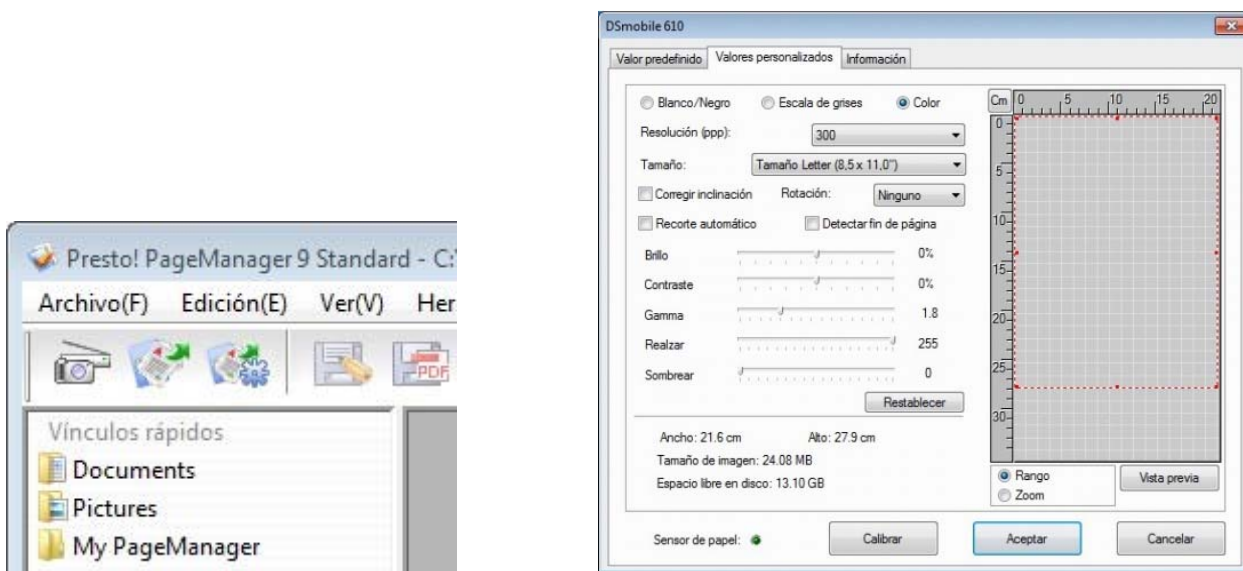 Presto! PageManager 9 Standard - C:
Archivo(F) Edición(E) Ver(V) Her
PDF
Vínculos rápidos
Documents
Pictures
My PageManager
DSmobile 610
Valor predefinido Valores personalizados Información
Blanco/Negro Escala de grises Color
Resolución (ppp): 300
Tamaño: Tamaño Letter (8,5 x 11,0")
Corregir inclinación Rotación: Ninguno
Recorte automático Detectar fin de página
Brillo 0%
Contraste 0%
Gamma 1.8
Realzar 255
Sombrear 0
Restablecer
Ancho: 21.6 cm Alto: 27.9 cm
Tamaño de imagen: 24.08 MB
Espacio libre en disco: 13.10 GB
Cm 0 5 10 15 20
0
5
10
15
20
25
30
Rango
Zoom
Vista previa
Sensor de papel: Calibrar Aceptar Cancelar